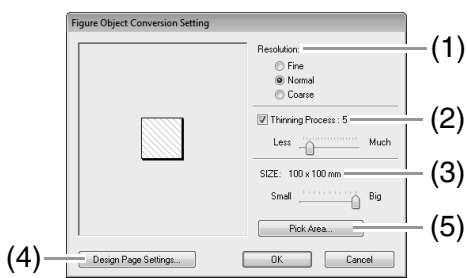 Figure Object Conversion Setting
Resolution: (1)
Fine
Normal
Coarse
Thinning Process : 5 (2)
Less Much
SIZE: 100 x 100 mm (3)
Small Big
Pick Area... (5)
(4) Design Page Settings... OK Cancel